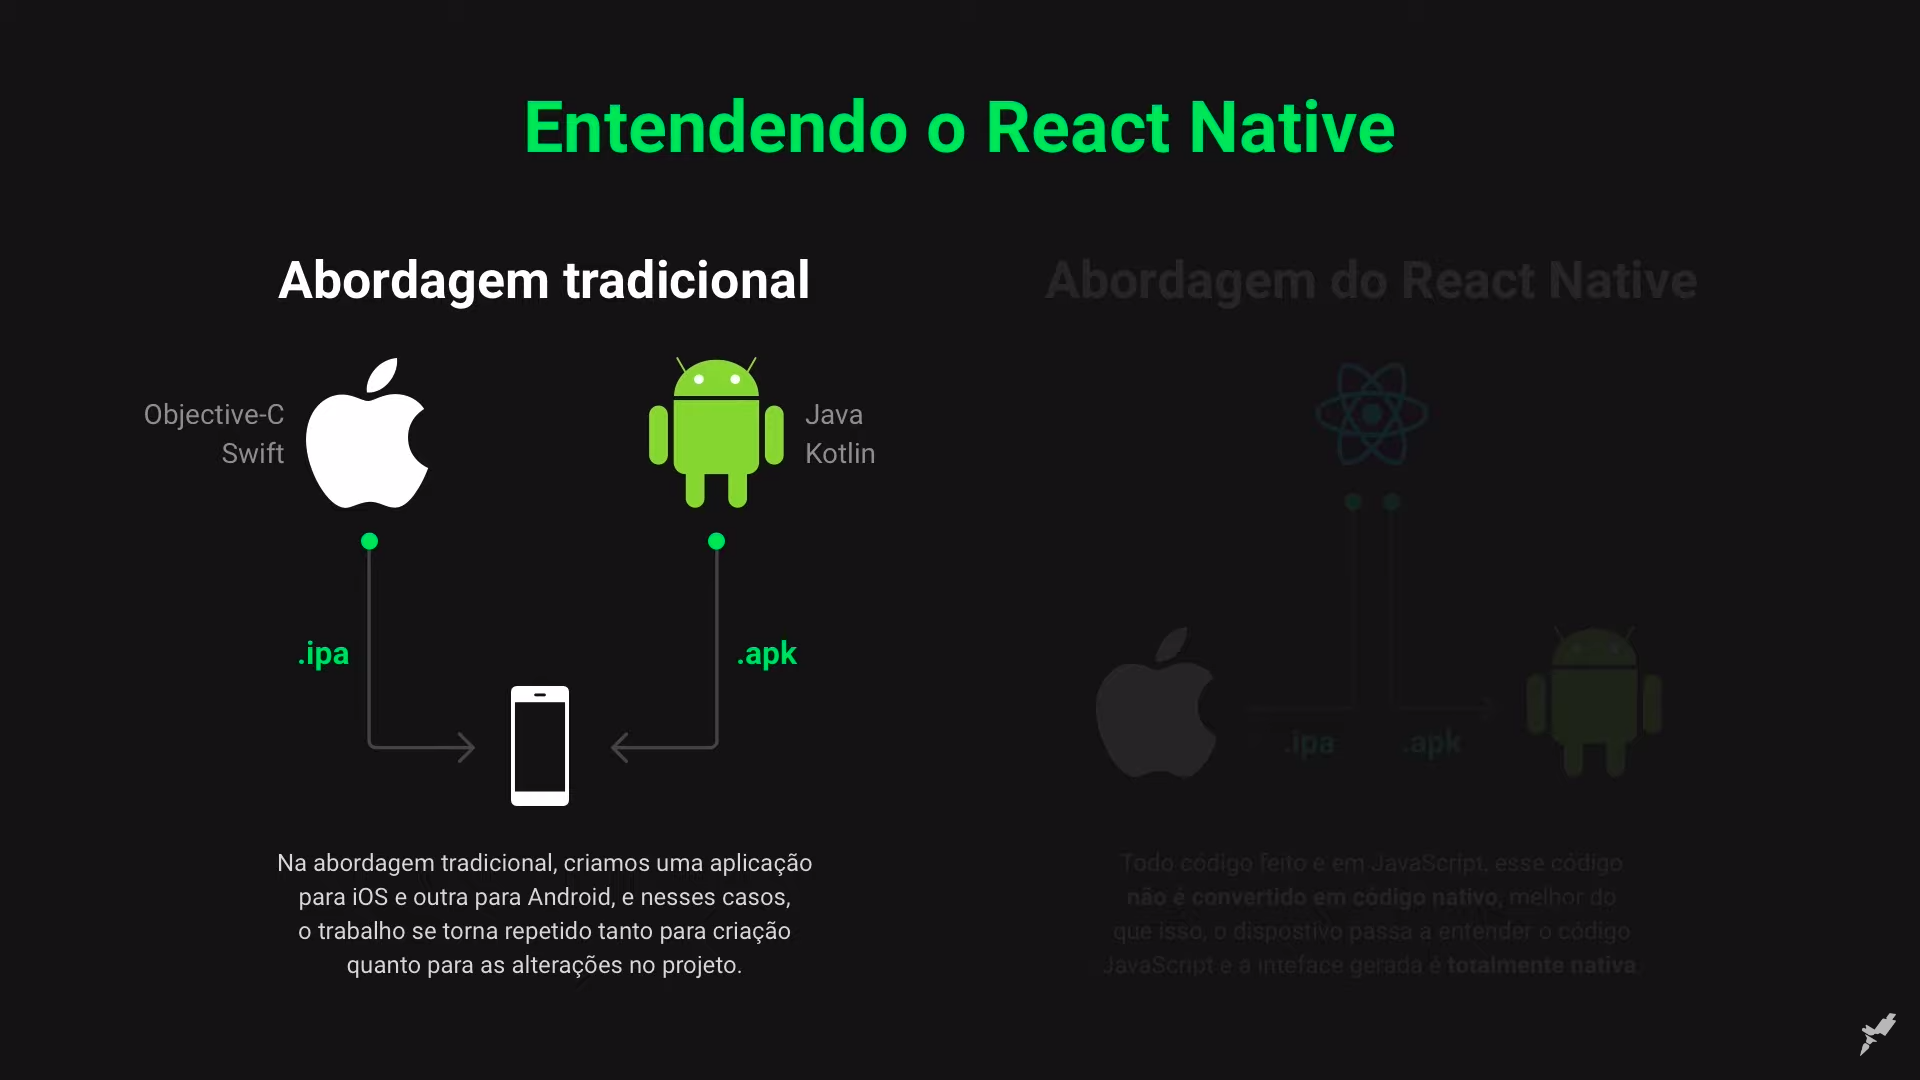 Entendendo o React Native
Abordagem tradicional
Objective-C
Swift
Java
Kotlin
.ipa
.apk
Na abordagem tradicional, criamos uma aplicação
para iOS e outra para Android, e nesses casos,
o trabalho se torna repetido tanto para criação
quanto para as alterações no projeto.
Abordagem do React Native
.ipa
.apk
Todo código feito e em JavaScript, esse código
não é convertido em código nativo, melhor do
que isso, o dispostivo passa a entender o código
JavaScript e a inteface gerada é totalmente nativa